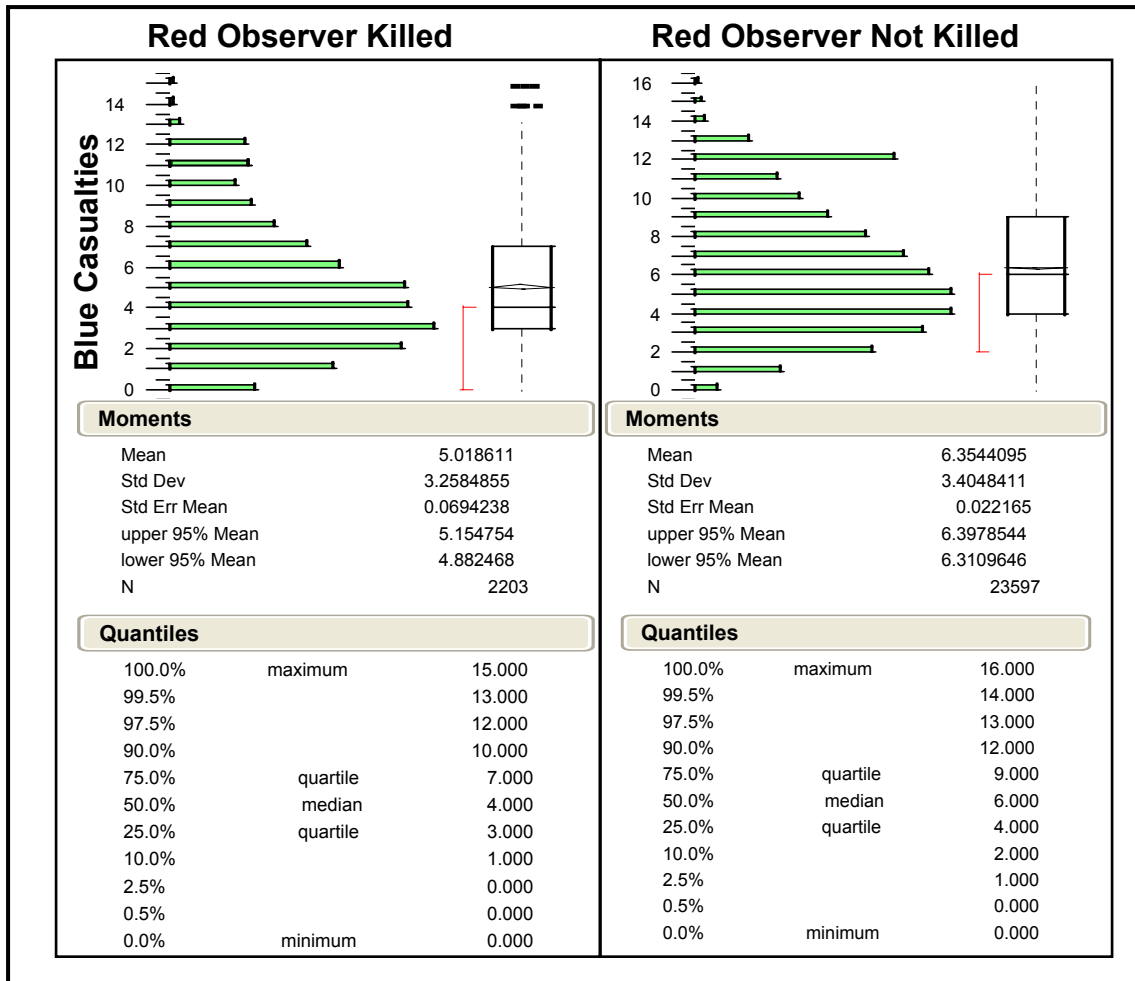 Red Observer Killed
Red Observer Not Killed
Blue Casualties
14
12
10
8
6
4
2
0
16
14
12
10
8
6
4
2
0
Moments
Mean 5.018611
Std Dev 3.2584855
Std Err Mean 0.0694238
upper 95% Mean 5.154754
lower 95% Mean 4.882468
N 2203
Quantiles
100.0% maximum 15.000
99.5% 13.000
97.5% 12.000
90.0% 10.000
75.0% quartile 7.000
50.0% median 4.000
25.0% quartile 3.000
10.0% 1.000
2.5% 0.000
0.5% 0.000
0.0% minimum 0.000
Moments
Mean 6.3544095
Std Dev 3.4048411
Std Err Mean 0.022165
upper 95% Mean 6.3978544
lower 95% Mean 6.3109646
N 23597
Quantiles
100.0% maximum 16.000
99.5% 14.000
97.5% 13.000
90.0% 12.000
75.0% quartile 9.000
50.0% median 6.000
25.0% quartile 4.000
10.0% 2.000
2.5% 1.000
0.5% 0.000
0.0% minimum 0.000